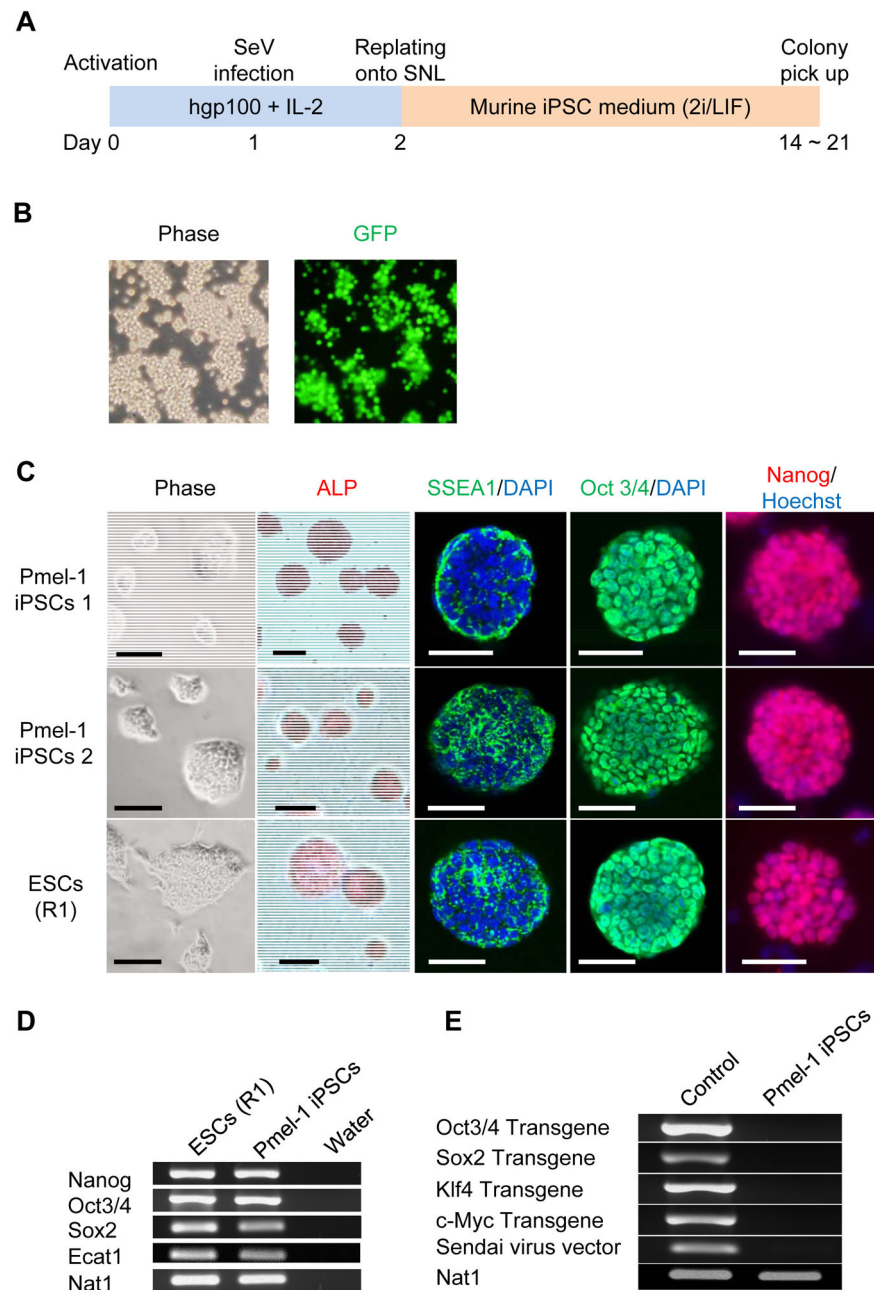 A
Activation
SeV
infection
Replating
onto SNL
Colony
pick up
hgp100 + IL-2
Murine iPSC medium (2i/LIF)
Day 0
1
2
14 ~ 21
B
Phase
GFP
C
Phase
ALP
SSEA1/DAPI
Oct 3/4/DAPI
Nanog/
Hoechst
Pmel-1
iPSCs 1
Pmel-1
iPSCs 2
ESCs
(R1)
D
ESCs (R1)
Pmel-1 iPSCs
Water
Nanog
Oct3/4
Sox2
Ecat1
Nat1
E
Control
Pmel-1 iPSCs
Oct3/4 Transgene
Sox2 Transgene
Klf4 Transgene
c-Myc Transgene
Sendai virus vector
Nat1